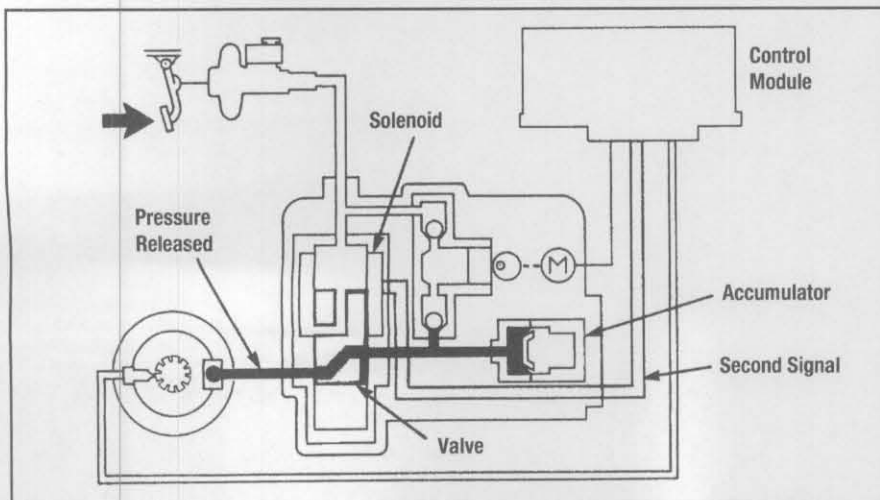 Control
Module
Solenoid
Pressure
Released
M
Accumulator
Second Signal
Valve